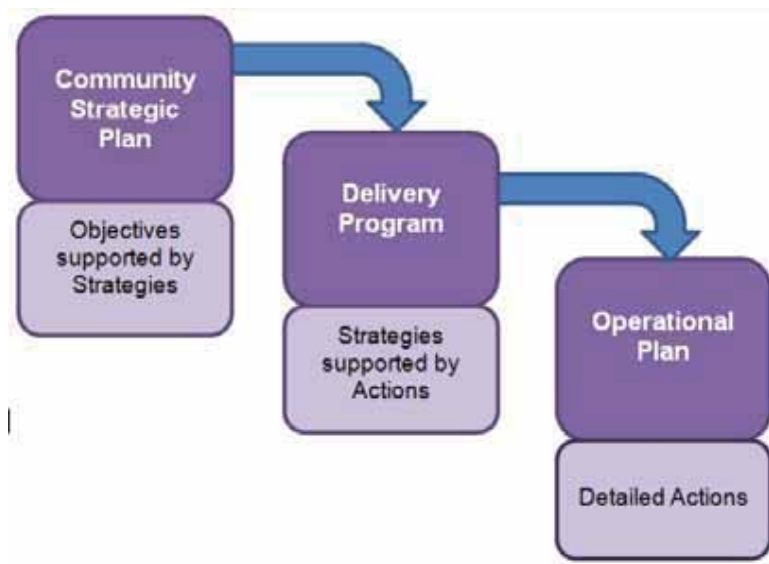 Community
Strategic
Plan
Objectives
supported by
Strategies
Delivery
Program
Strategies
supported by
Actions
Operational
Plan
Detailed Actions